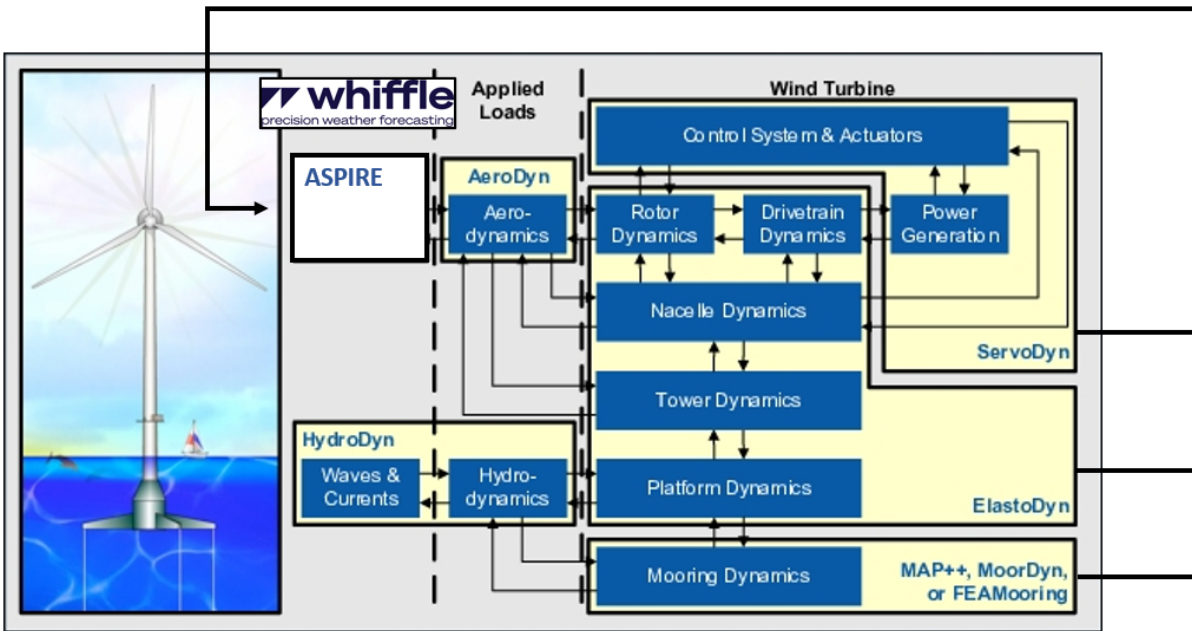 whiffle
precision weather forecasting
Applied
Loads
Wind Turbine
Control System & Actuators
ASPIRE
AeroDyn
Aero-
dynamics
Rotor
Dynamics
Drivetrain
Dynamics
Power
Generation
Nacelle Dynamics
ServoDyn
Tower Dynamics
HydroDyn
Waves &
Currents
Hydro-
dynamics
Platform Dynamics
ElastoDyn
Mooring Dynamics
MAP++, MoorDyn,
or FEAMooring